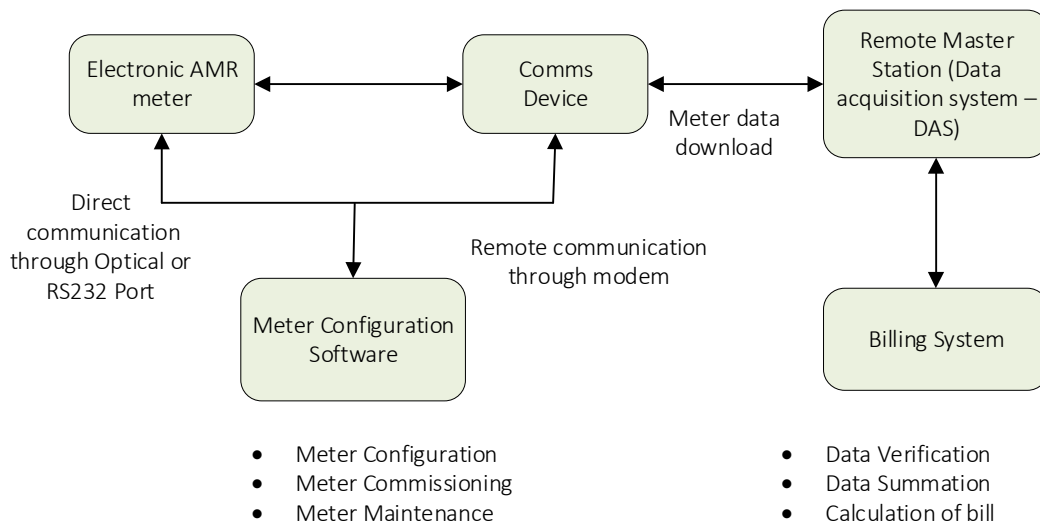 Electronic AMR
meter
Comms
Device
Remote Master
Station (Data
acquisition system –
DAS)
Meter data
download
Direct
communication
through Optical or
RS232 Port
Remote communication
through modem
Meter Configuration
Software
Billing System
• Meter Configuration
• Meter Commissioning
• Meter Maintenance
• Data Verification
• Data Summation
• Calculation of bill